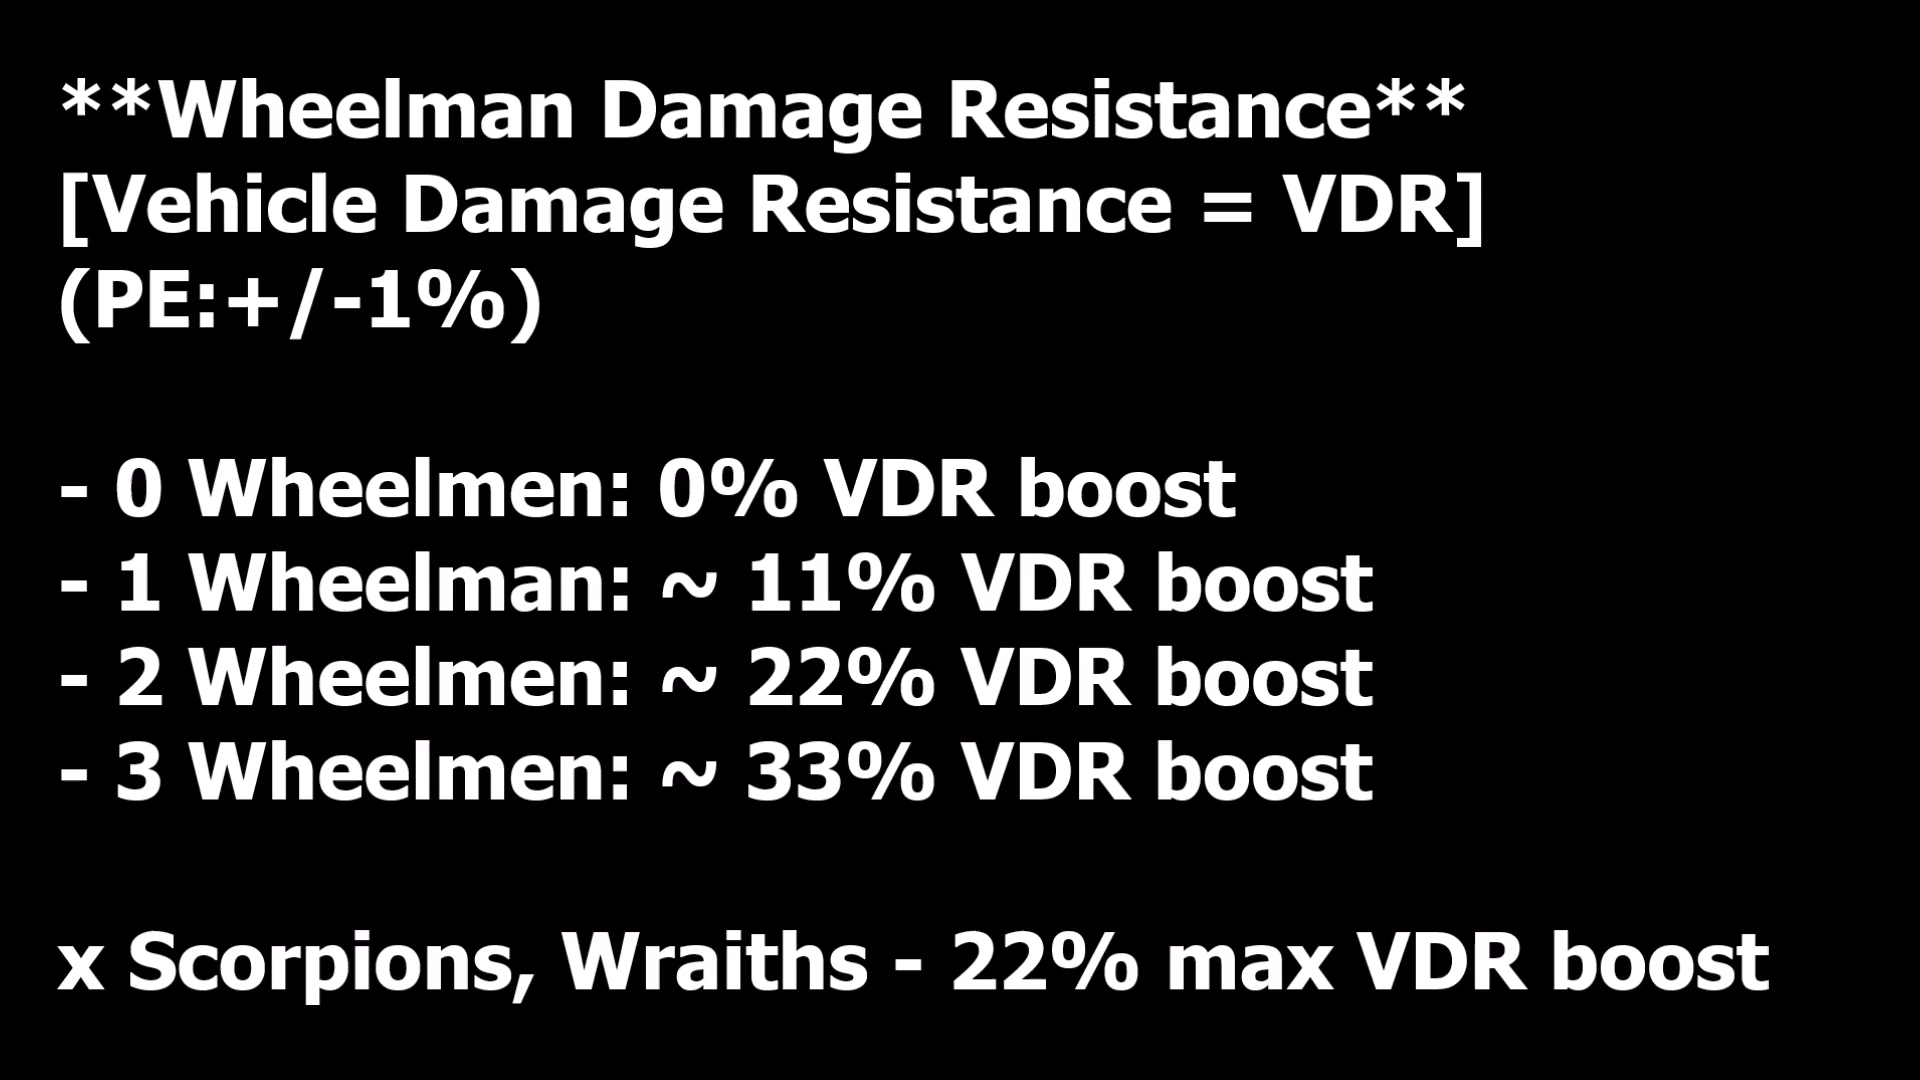 **Wheelman Damage Resistance**
[Vehicle Damage Resistance = VDR]
(PE:+/-1%)
- 0 Wheelmen: 0% VDR boost
- 1 Wheelman: ~ 11% VDR boost
- 2 Wheelmen: ~ 22% VDR boost
- 3 Wheelmen: ~ 33% VDR boost
x Scorpions, Wraiths - 22% max VDR boost